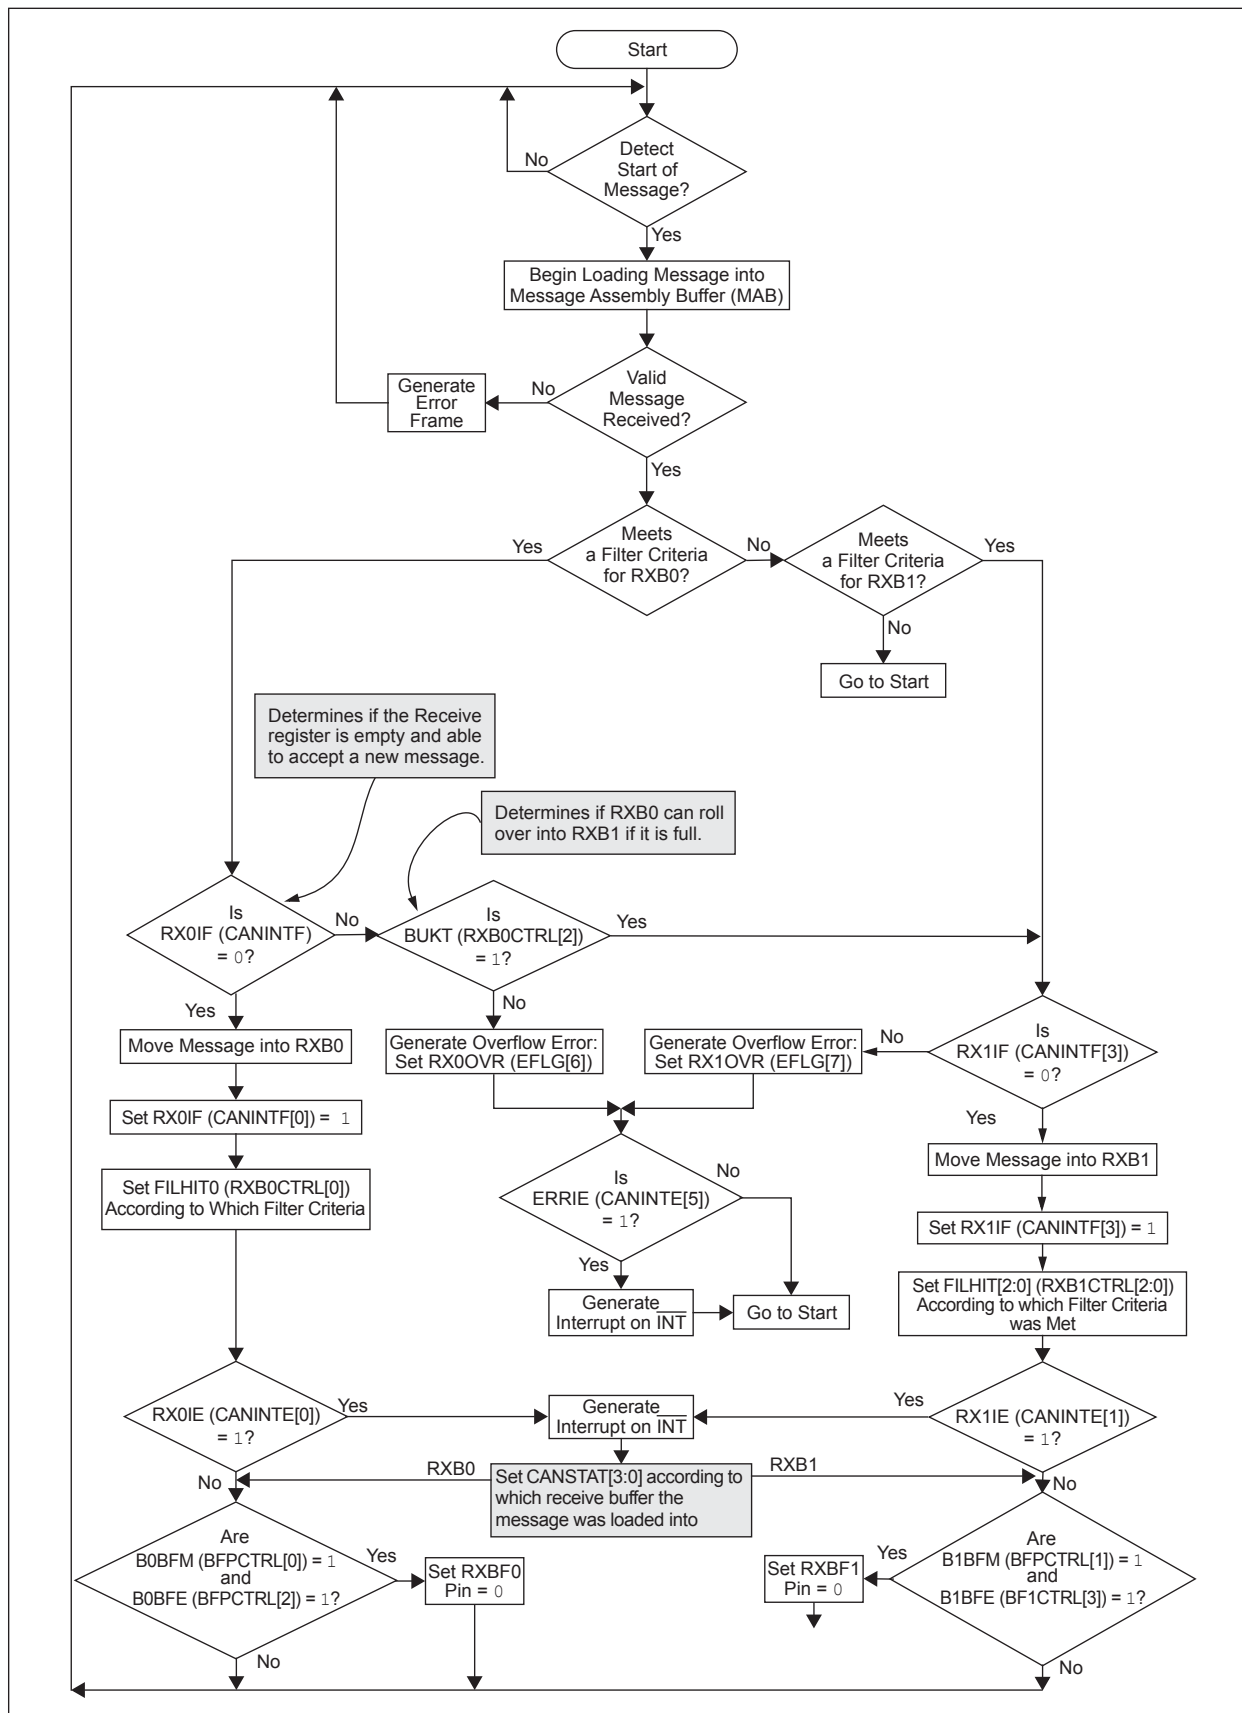 Start
Detect
Start of
Message?
No
Yes
Begin Loading Message into
Message Assembly Buffer (MAB)
Valid
Message
Received?
No
Generate
Error
Frame
Yes
Meets
a Filter Criteria
for RXB0?
Yes
No
Meets
a Filter Criteria
for RXB1?
Yes
No
Go to Start
Determines if the Receive
register is empty and able
to accept a new message.
Determines if RXB0 can roll
over into RXB1 if it is full.
Is
RX0IF (CANINTF)
= 0?
No
Is
BUKT (RXB0CTRL[2])
= 1?
Yes
Yes
No
Move Message into RXB0
Generate Overflow Error:
Set RX0OVR (EFLG[6])
Generate Overflow Error:
Set RX1OVR (EFLG[7])
No
Is
RX1IF (CANINTF[3])
= 0?
Set RX0IF (CANINTF[0]) = 1
Yes
Move Message into RXB1
Set FILHIT0 (RXB0CTRL[0])
According to Which Filter Criteria
Is
ERRIE (CANINTE[5])
= 1?
No
Set RX1IF (CANINTF[3]) = 1
Yes
Generate
Interrupt on INT
Go to Start
Set FILHIT[2:0] (RXB1CTRL[2:0])
According to which Filter Criteria
was Met
RX0IE (CANINTE[0])
= 1?
Yes
Generate
Interrupt on INT
Yes
RX1IE (CANINTE[1])
= 1?
No
RXB0
Set CANSTAT[3:0] according to
which receive buffer the
message was loaded into
RXB1
No
Are
B0BFM (BFPCTRL[0]) = 1
and
B0BFE (BFPCTRL[2]) = 1?
Yes
Set RXBF0
Pin = 0
Set RXBF1
Pin = 0
Yes
Are
B1BFM (BFPCTRL[1]) = 1
and
B1BFE (BF1CTRL[3]) = 1?
No
No